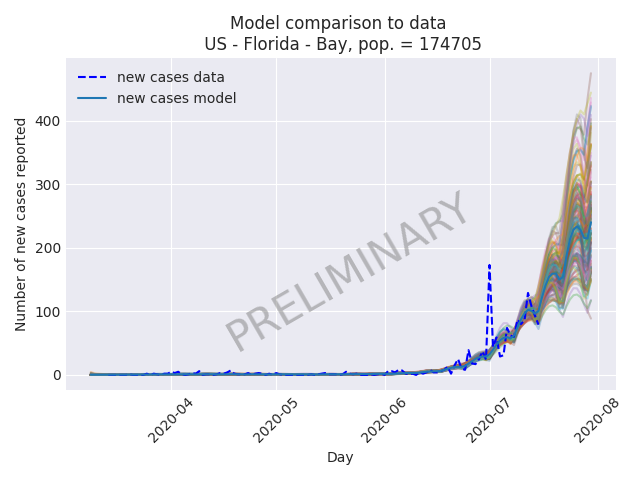 Model comparison to data
US - Florida - Bay, pop. = 174705
new cases data
new cases model
Number of new cases reported
400
300
200
100
0
PRELIMINARY
2020-04
2020-05
2020-06
2020-07
2020-08
Day